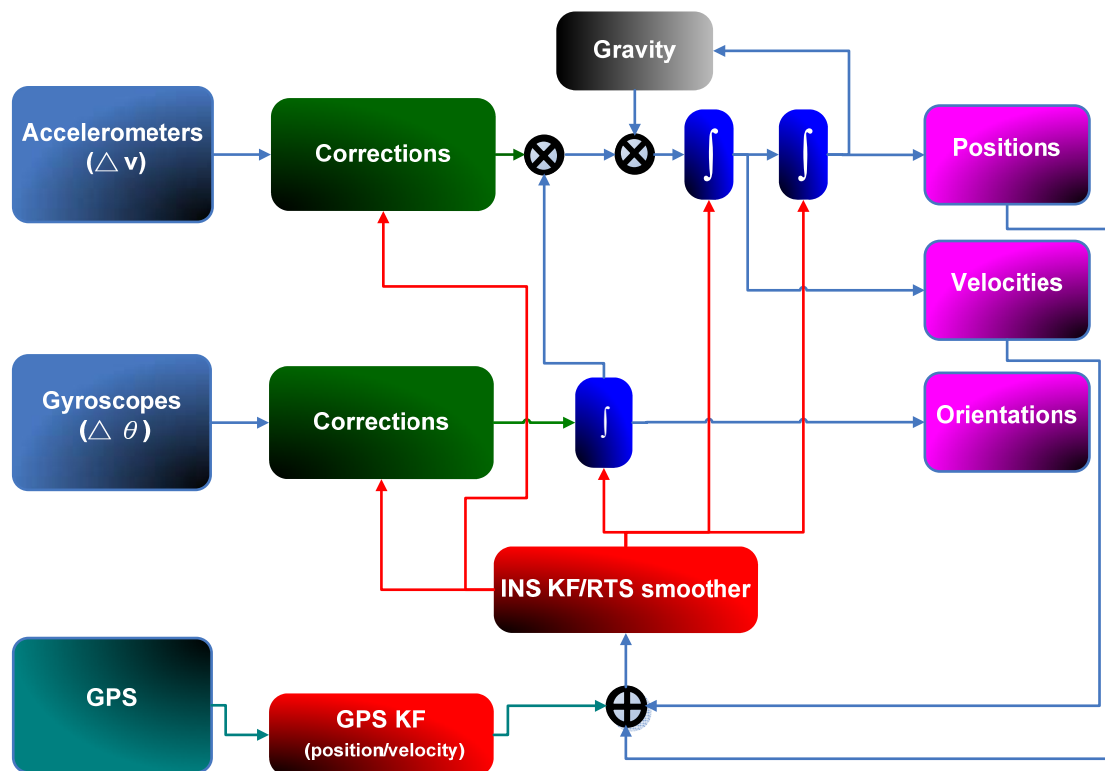 Gravity
Accelerometers
(△ v)
Corrections
⊗
⊗
∫
∫
Positions
Velocities
Gyroscopes
(△ θ)
Corrections
∫
Orientations
INS KF/RTS smoother
GPS
GPS KF
(position/velocity)
⊕